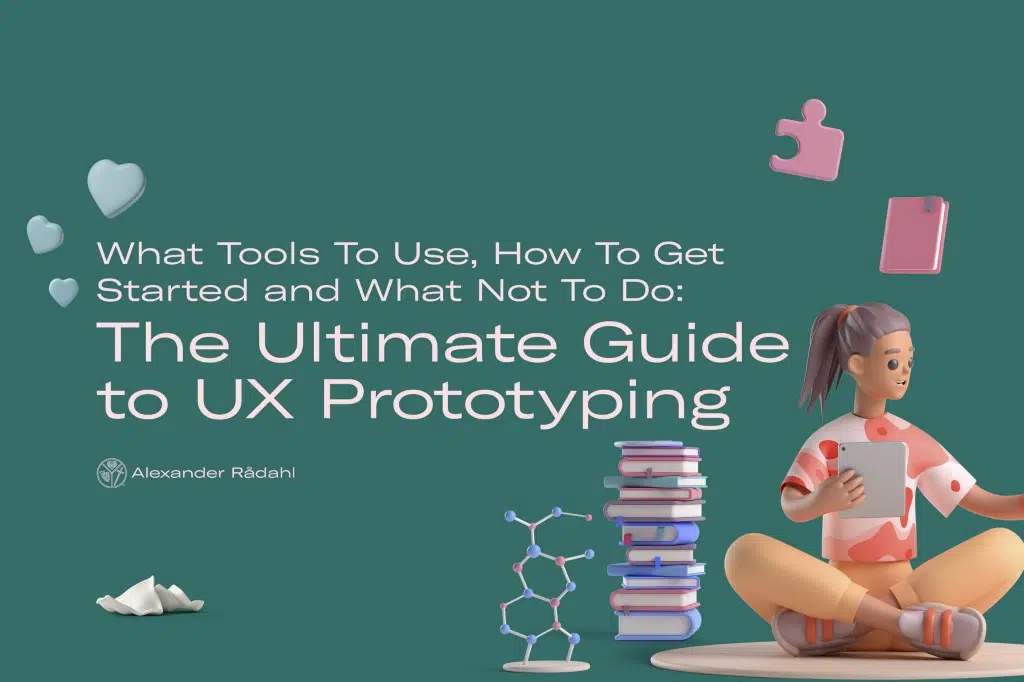 What Tools To Use, How To Get
Started and What Not To Do:
The Ultimate Guide
to UX Prototyping
Alexander Rådahl